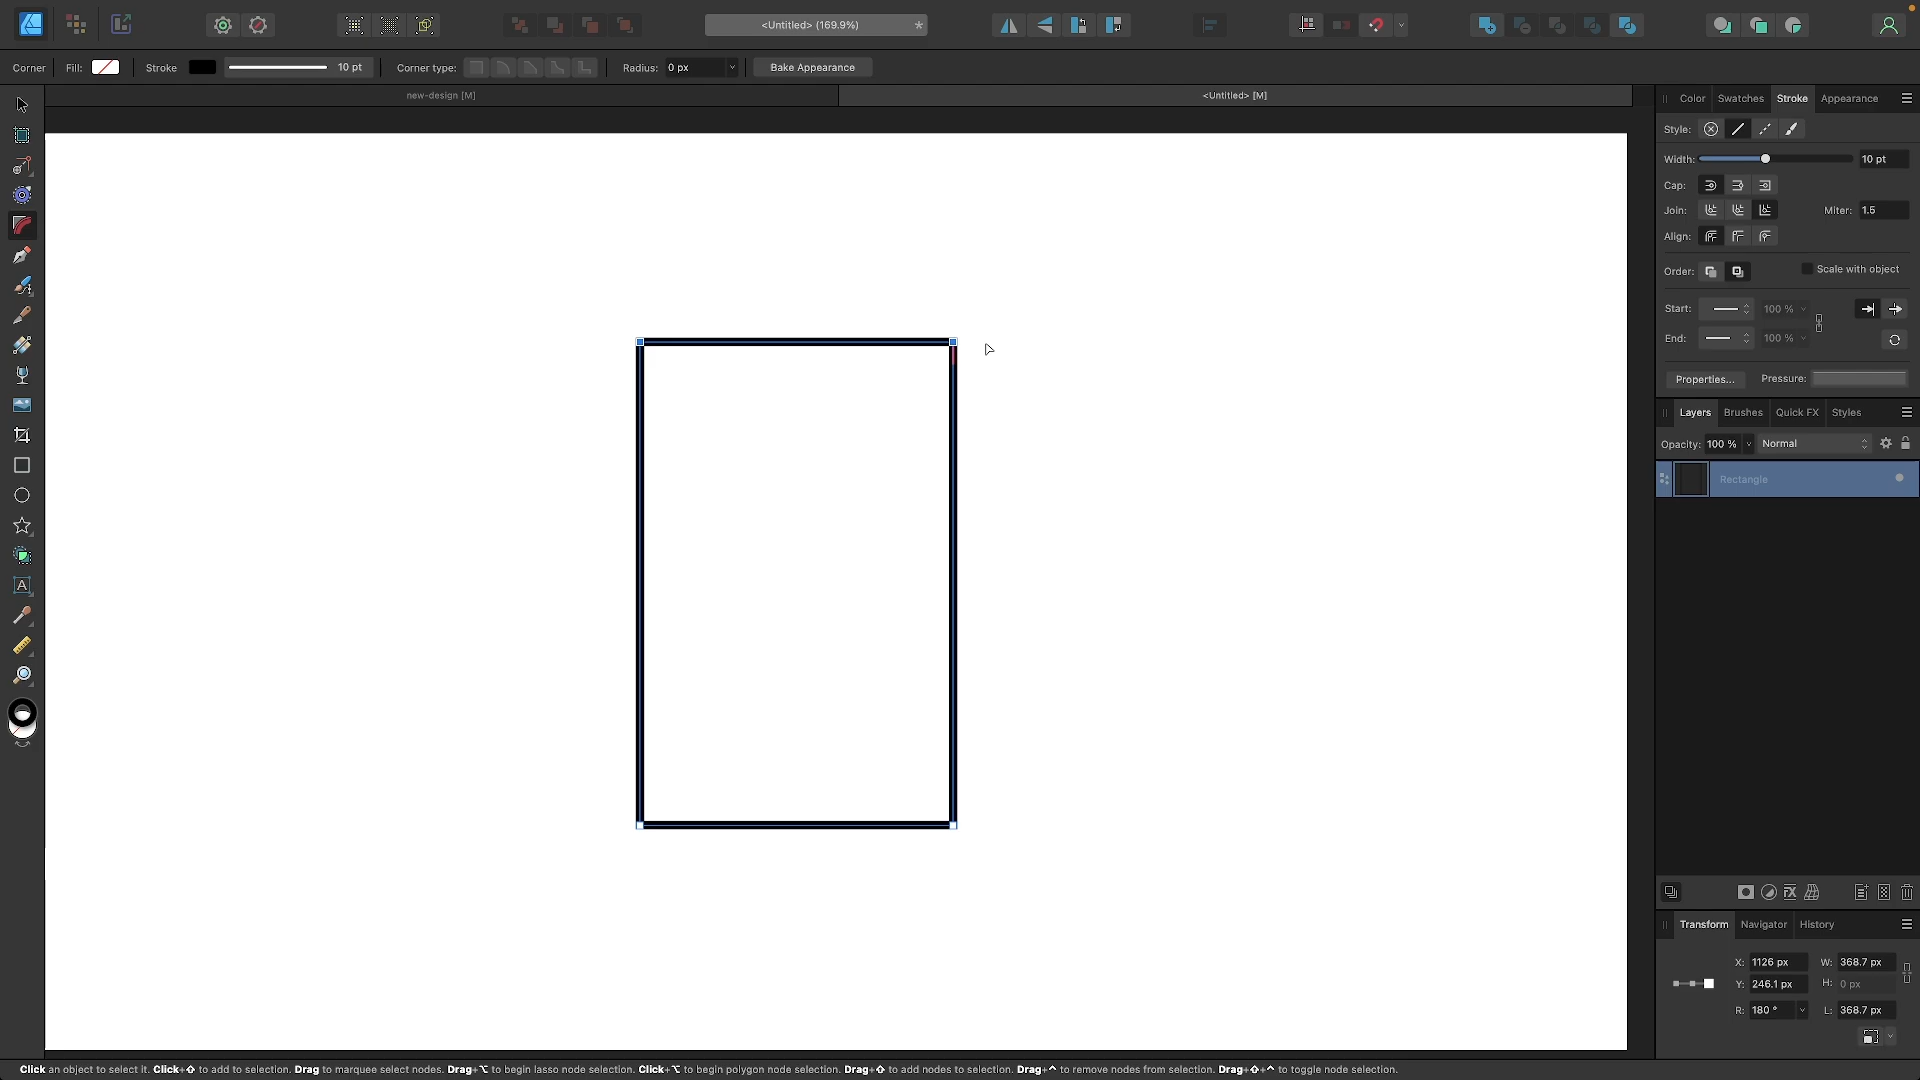 <Untitled> (169.9%)
*
Corner
Fill:
Stroke
10 pt
Corner type:
Radius:
0 px
Bake Appearance
new-design [M]
<Untitled> [M]
Color
Swatches
Stroke
Appearance
Style:
Width:
10 pt
Cap:
Join:
Miter:
1.5
Align:
Order:
Scale with object
Start:
100 %
End:
100 %
Properties...
Pressure:
Layers
Brushes
Quick FX
Styles
Opacity:
100 %
Normal
Rectangle
Transform
Navigator
History
X:
1126 px
W:
368.7 px
Y:
246.1 px
H:
0 px
R:
180 °
L:
368.7 px
Click an object to select it. Click+⇧ to add to selection. Drag to marquee select nodes. Drag+⌥ to begin lasso node selection. Click+⌥ to begin polygon node selection. Drag+⇧ to add nodes to selection. Drag+^ to remove nodes from selection. Drag+⇧+^ to toggle node selection.